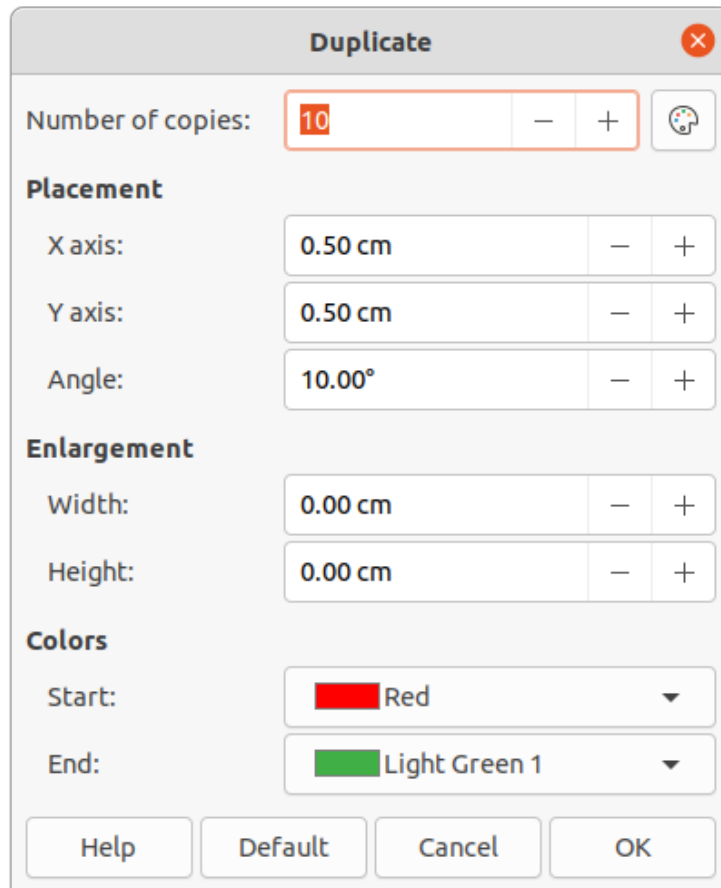 Duplicate
Number of copies: 10
Placement
X axis: 0.50 cm
Y axis: 0.50 cm
Angle: 10.00°
Enlargement
Width: 0.00 cm
Height: 0.00 cm
Colors
Start: Red
End: Light Green 1
Help Default Cancel OK